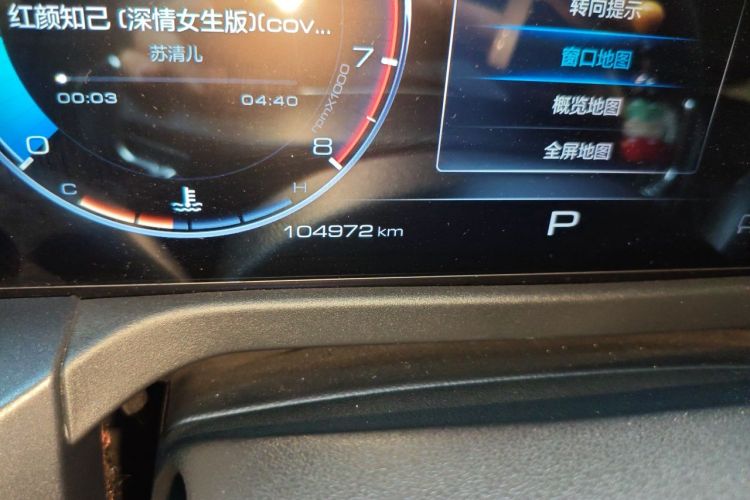 红颜知己 (深情女生版)(cov...
苏清儿
00:03
04:40
转向提示
窗口地图
概览地图
全屏地图
7
rpmX1000
0
8
C
H
104972 km
P